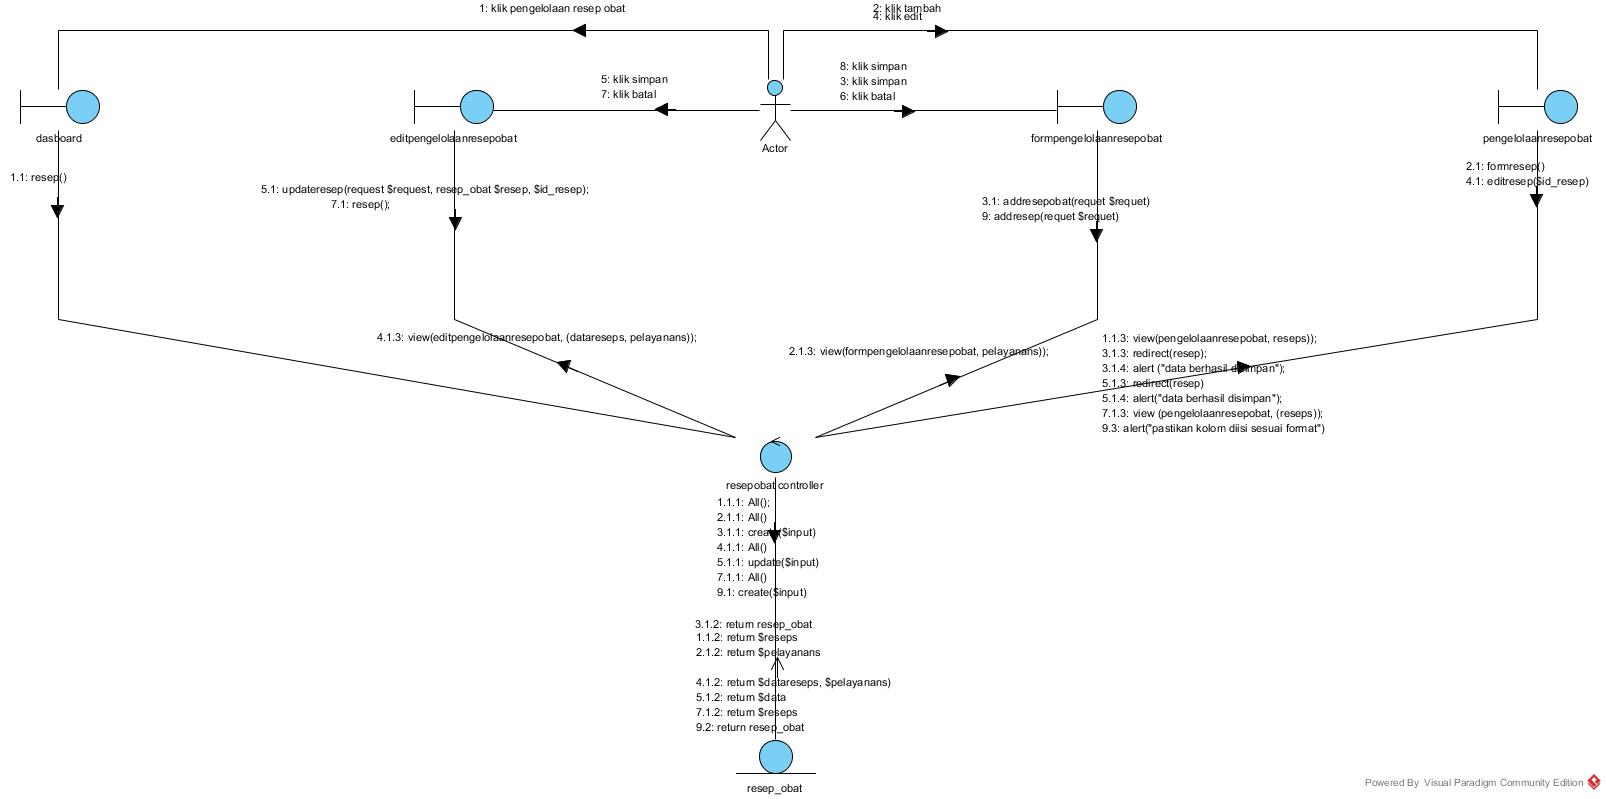 1: klik pengelolaan resep obat
2: klik tambah
4: klik edit
5: klik simpan
7: klik batal
8: klik simpan
3: klik simpan
6: klik batal
dasboard
editpengelolaanresepobat
Actor
formpengelolaanresepobat
pengelolaanresepobat
1.1: resep()
5.1: updateresep(request $request, resep_obat $resep, $id_resep);
7.1: resep();
3.1: addresepobat(requet $requet)
9: addresep(requet $requet)
2.1: formresep()
4.1: editresep($id_resep)
4.1.3: view(editpengelolaanresepobat, (datareseps, pelayanans));
2.1.3: view(formpengelolaanresepobat, pelayanans));
1.1.3: view(pengelolaanresepobat, reseps));
3.1.3: redirect(resep);
3.1.4: alert ("data berhasil disimpan");
5.1.3: redirect(resep)
5.1.4: alert("data berhasil disimpan");
7.1.3: view (pengelolaanresepobat, (reseps));
9.3: alert("pastikan kolom diisi sesuai format")
resepobat controller
1.1.1: All();
2.1.1: All()
3.1.1: create($input)
4.1.1: All()
5.1.1: update($input)
7.1.1: All()
9.1: create($input)
3.1.2: return resep_obat
1.1.2: return $reseps
2.1.2: return $pelayanans
4.1.2: return $datareseps, $pelayanans)
5.1.2: return $data
7.1.2: return $reseps
9.2: return resep_obat
resep_obat
Powered By Visual Paradigm Community Edition